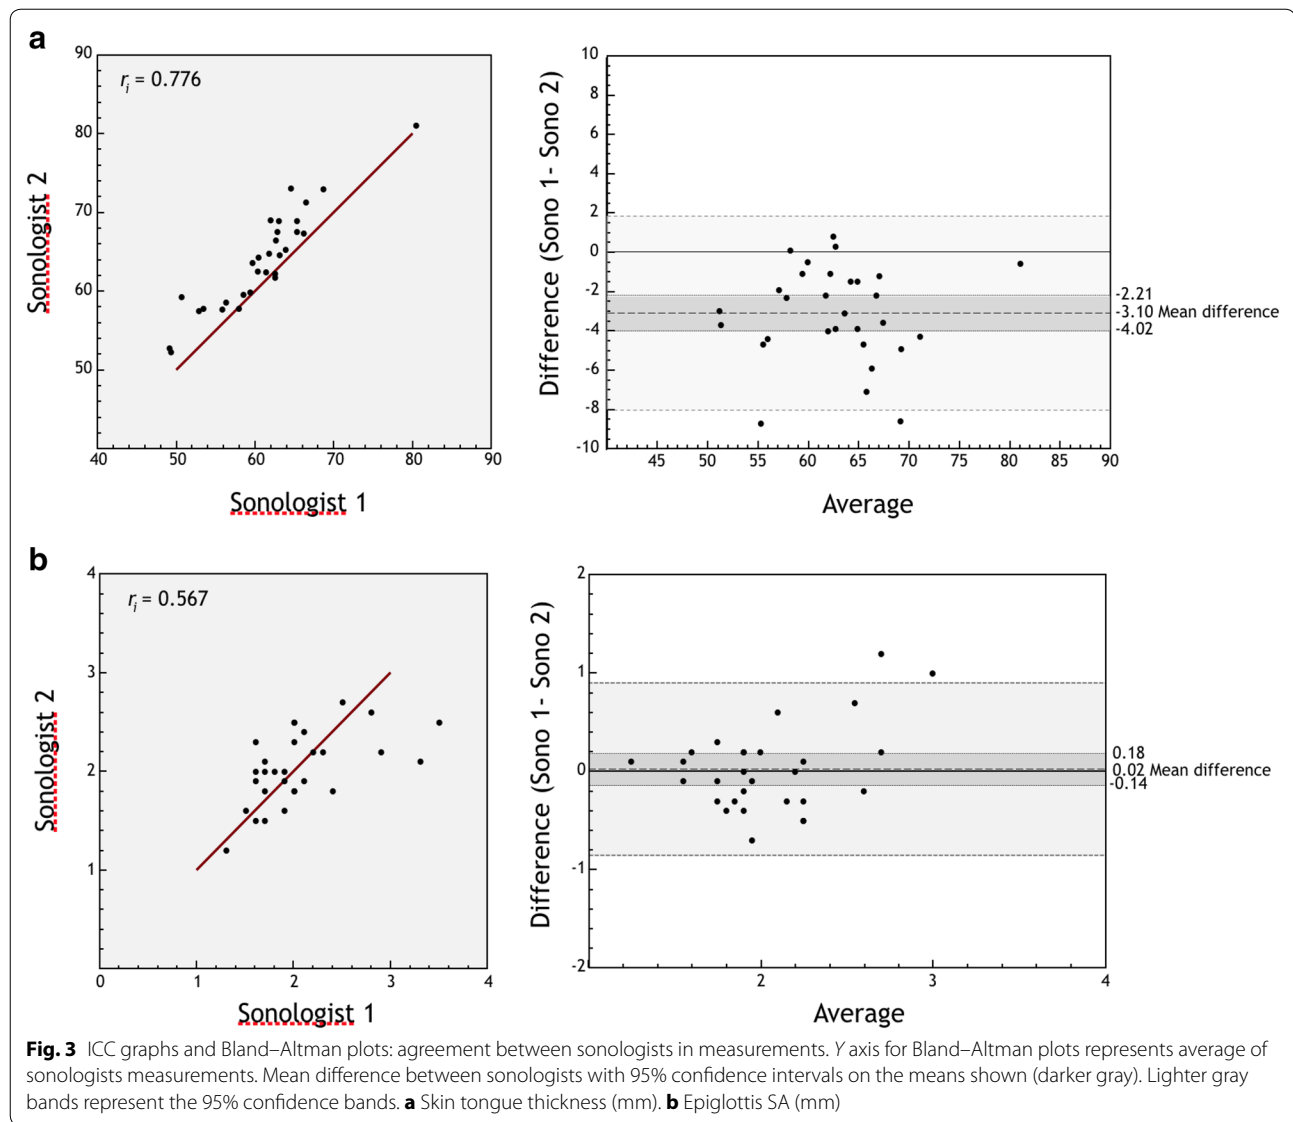 a
90
80
70
60
50
40 50 60 70 80 90
rᵢ = 0.776
Sonologist 2
Sonologist 1
10
8
6
4
2
0
-2
-4
-6
-8
-10
45 50 55 60 65 70 75 80 85 90
Difference (Sono 1- Sono 2)
Average
-2.21
-3.10 Mean difference
-4.02
b
4
3
2
1
0 1 2 3 4
rᵢ = 0.567
Sonologist 2
Sonologist 1
2
1
0
-1
-2
2 3 4
Difference (Sono 1- Sono 2)
Average
0.18
0.02 Mean difference
-0.14
Fig. 3 ICC graphs and Bland–Altman plots: agreement between sonologists in measurements. Y axis for Bland–Altman plots represents average of
sonologists measurements. Mean difference between sonologists with 95% confidence intervals on the means shown (darker gray). Lighter gray
bands represent the 95% confidence bands. a Skin tongue thickness (mm). b Epiglottis SA (mm)